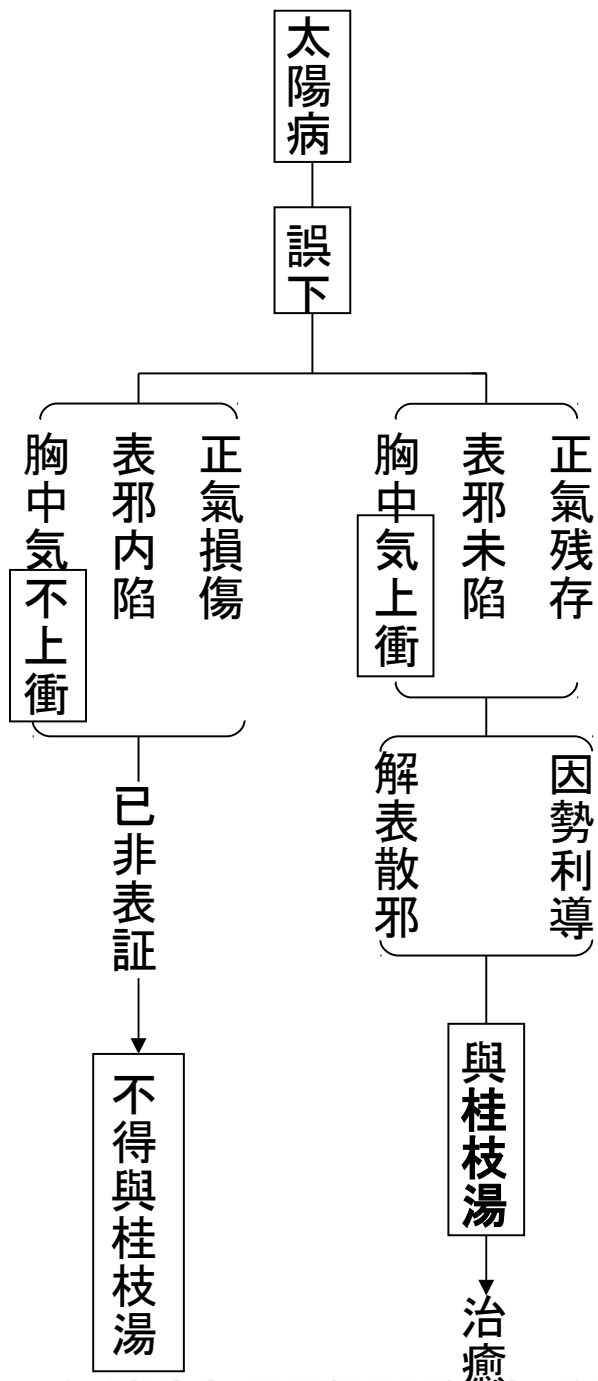 太陽病
誤下
正氣残存
表邪未陥
胸中気上衝
因勢利導
解表散邪
與桂枝湯
治癒
正氣損傷
表邪内陥
胸中気不上衝
已非表証
不得與桂枝湯